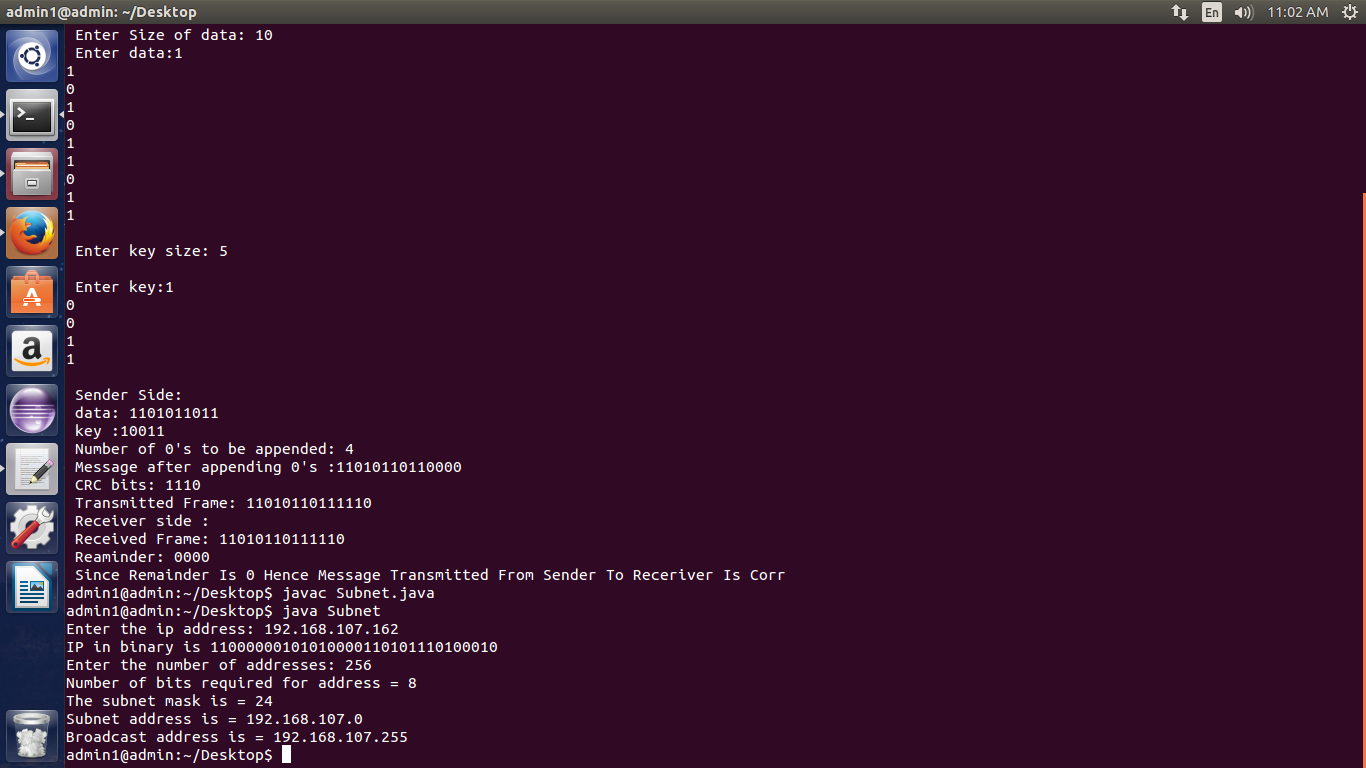 admin1@admin: ~/Desktop
En
11:02 AM
Enter Size of data: 10
Enter data:1
1
0
1
0
1
1
0
1
1
Enter key size: 5
Enter key:1
0
0
1
1
Sender Side:
data: 1101011011
key :10011
Number of 0's to be appended: 4
Message after appending 0's :11010110110000
CRC bits: 1110
Transmitted Frame: 11010110111110
Receiver side :
Received Frame: 11010110111110
Reaminder: 0000
Since Remainder Is 0 Hence Message Transmitted From Sender To Receriver Is Corr
admin1@admin:~/Desktop$ javac Subnet.java
admin1@admin:~/Desktop$ java Subnet
Enter the ip address: 192.168.107.162
IP in binary is 11000000101010000110101110100010
Enter the number of addresses: 256
Number of bits required for address = 8
The subnet mask is = 24
Subnet address is = 192.168.107.0
Broadcast address is = 192.168.107.255
admin1@admin:~/Desktop$